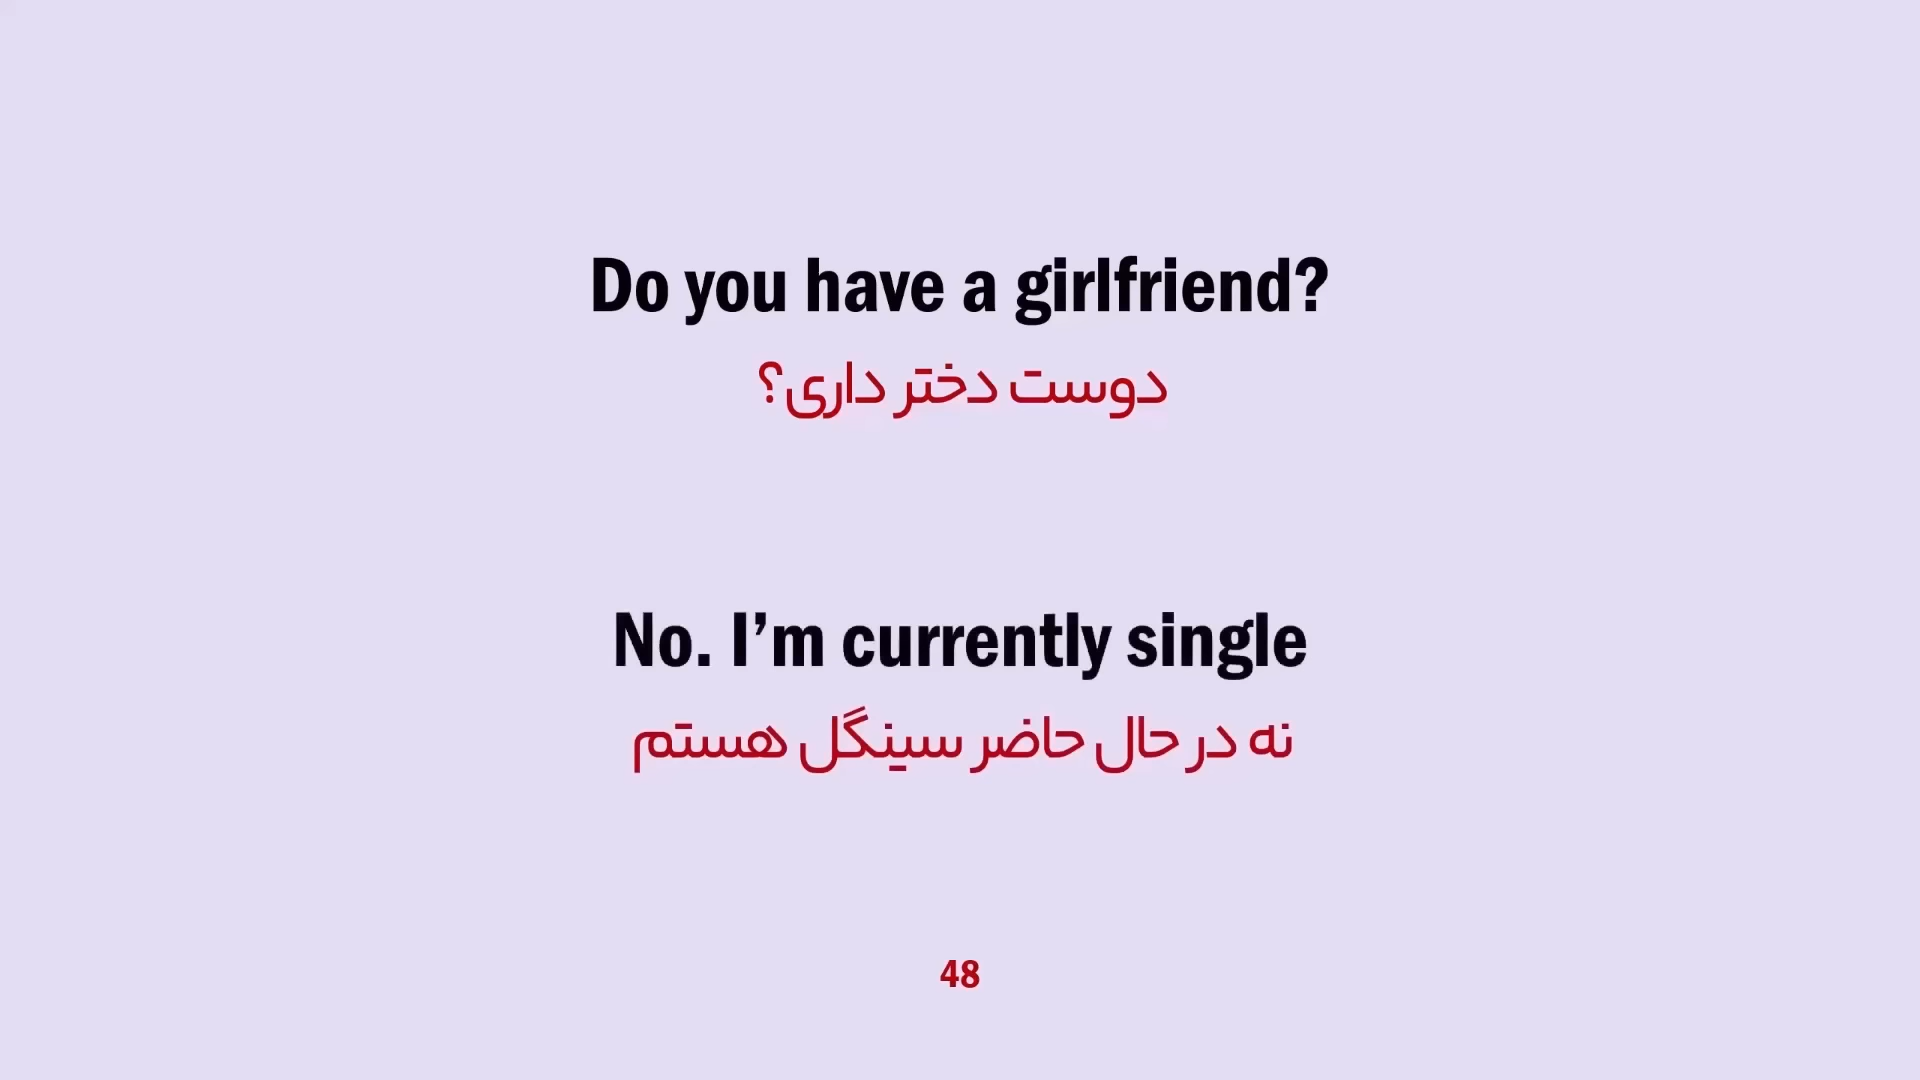 Do you have a girlfriend?
دوست دختر داری؟
No. I’m currently single
نه در حال حاضر سینگل هستم
48